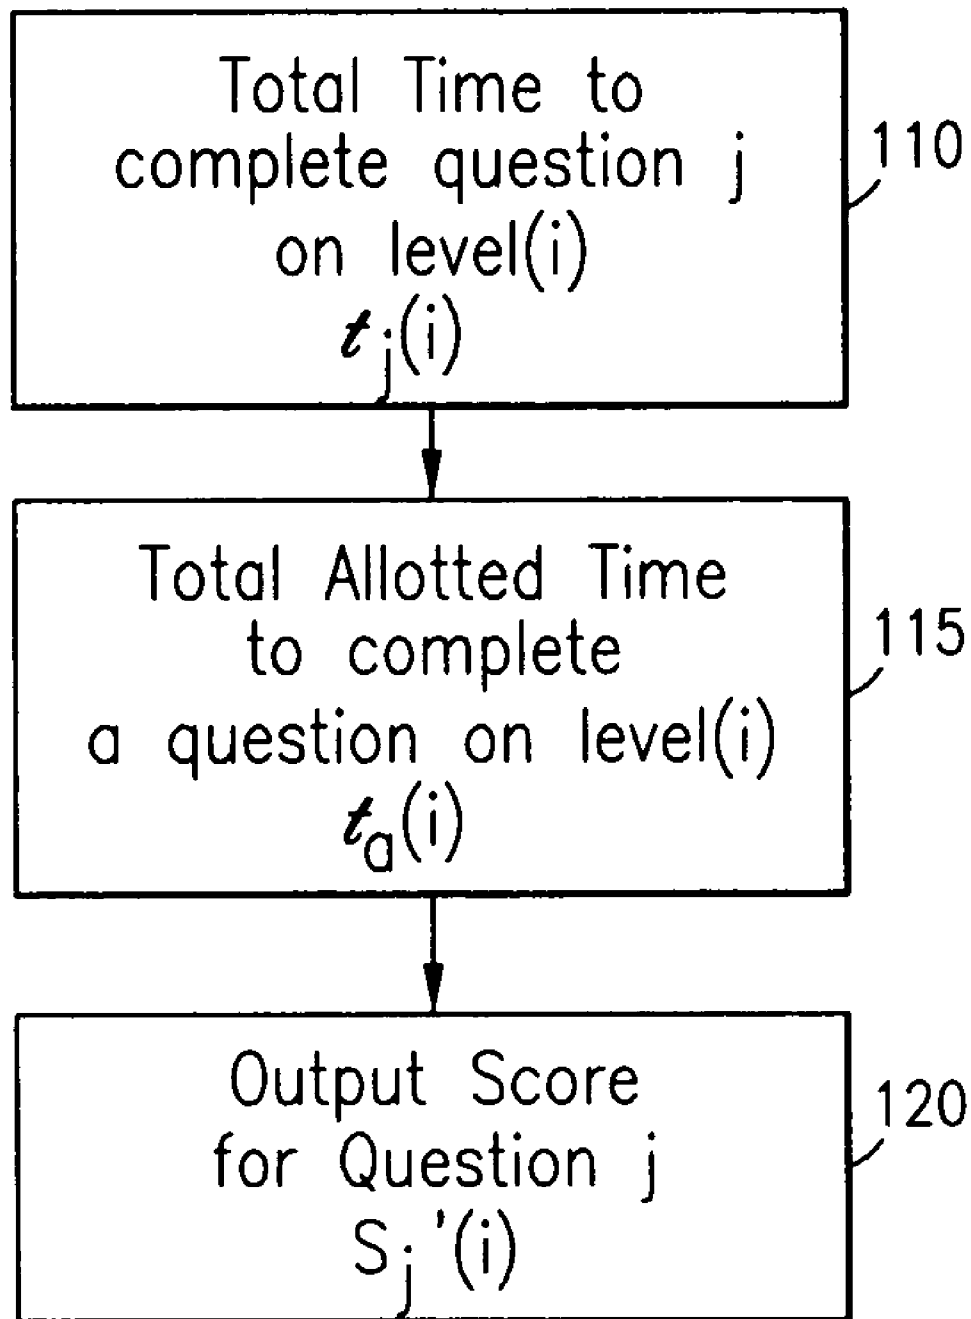 Total Time to
complete question j
on level(i)
t_j(i)
110
Total Allotted Time
to complete
a question on level(i)
t_a(i)
115
Output Score
for Question j
S_j'(i)
120